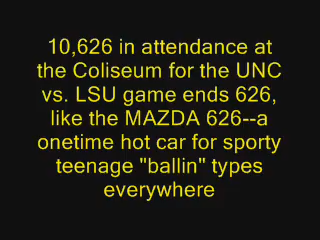 10,626 in attendance at
the Coliseum for the UNC
vs. LSU game ends 626,
like the MAZDA 626--a
onetime hot car for sporty
teenage "ballin" types
everywhere